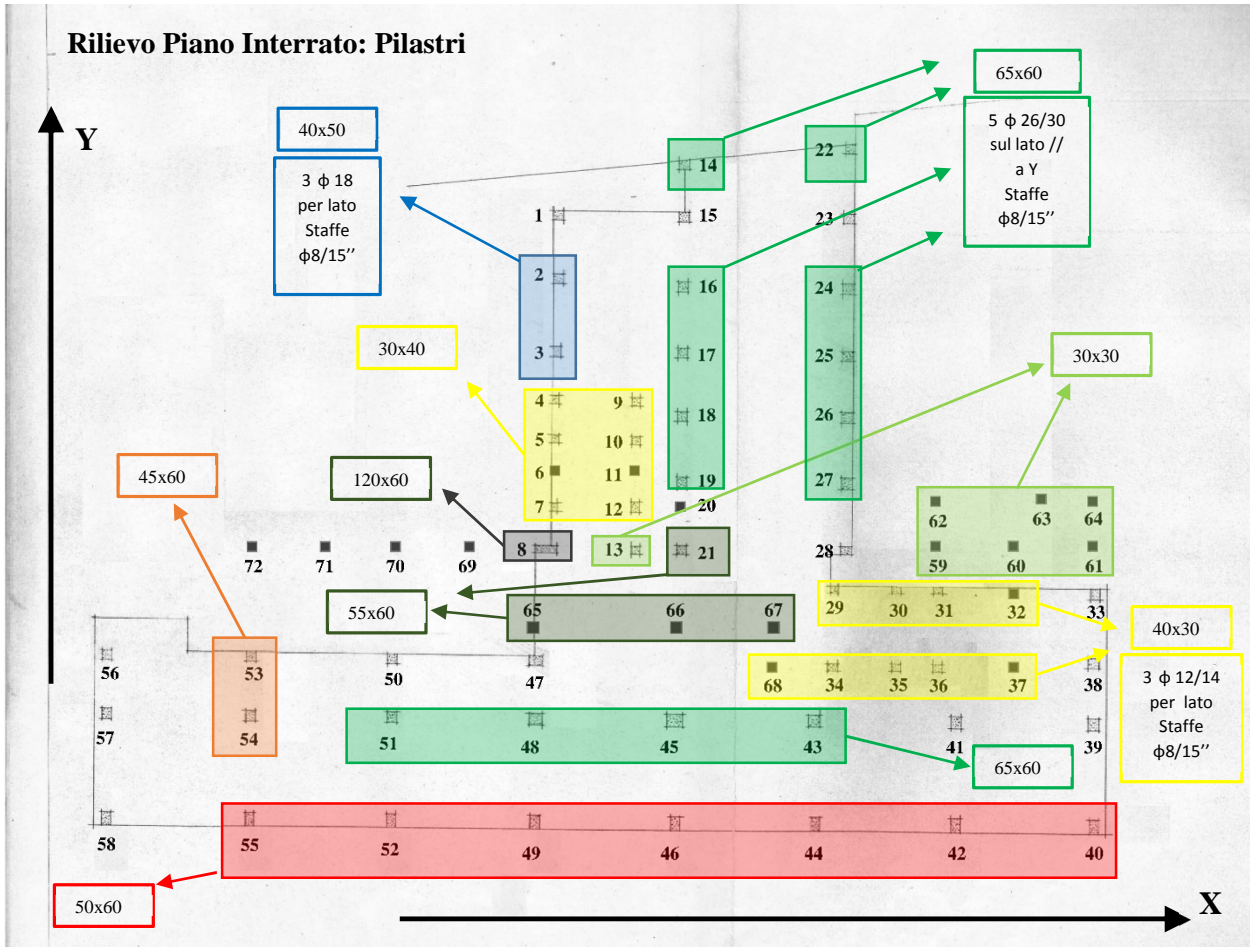 Rilievo Piano Interrato: Pilastri
65x60
40x50
Y
5 ϕ 26/30
sul lato //
a Y
Staffe
ϕ8/15’’
3 ϕ 18
per lato
Staffe
ϕ8/15’’
22
14
1
15
23
2
16
24
30x40
3
17
25
30x30
4
9
18
26
5
10
45x60
120x60
6
11
19
27
7
12
20
62
63
64
8
13
21
28
72
71
70
69
59
60
61
55x60
65
66
67
29
30
31
32
33
40x30
56
53
50
47
68
34
35
36
37
38
3 ϕ 12/14
per lato
Staffe
ϕ8/15’’
57
54
51
48
45
43
41
39
65x60
58
55
52
49
46
44
42
40
50x60
X